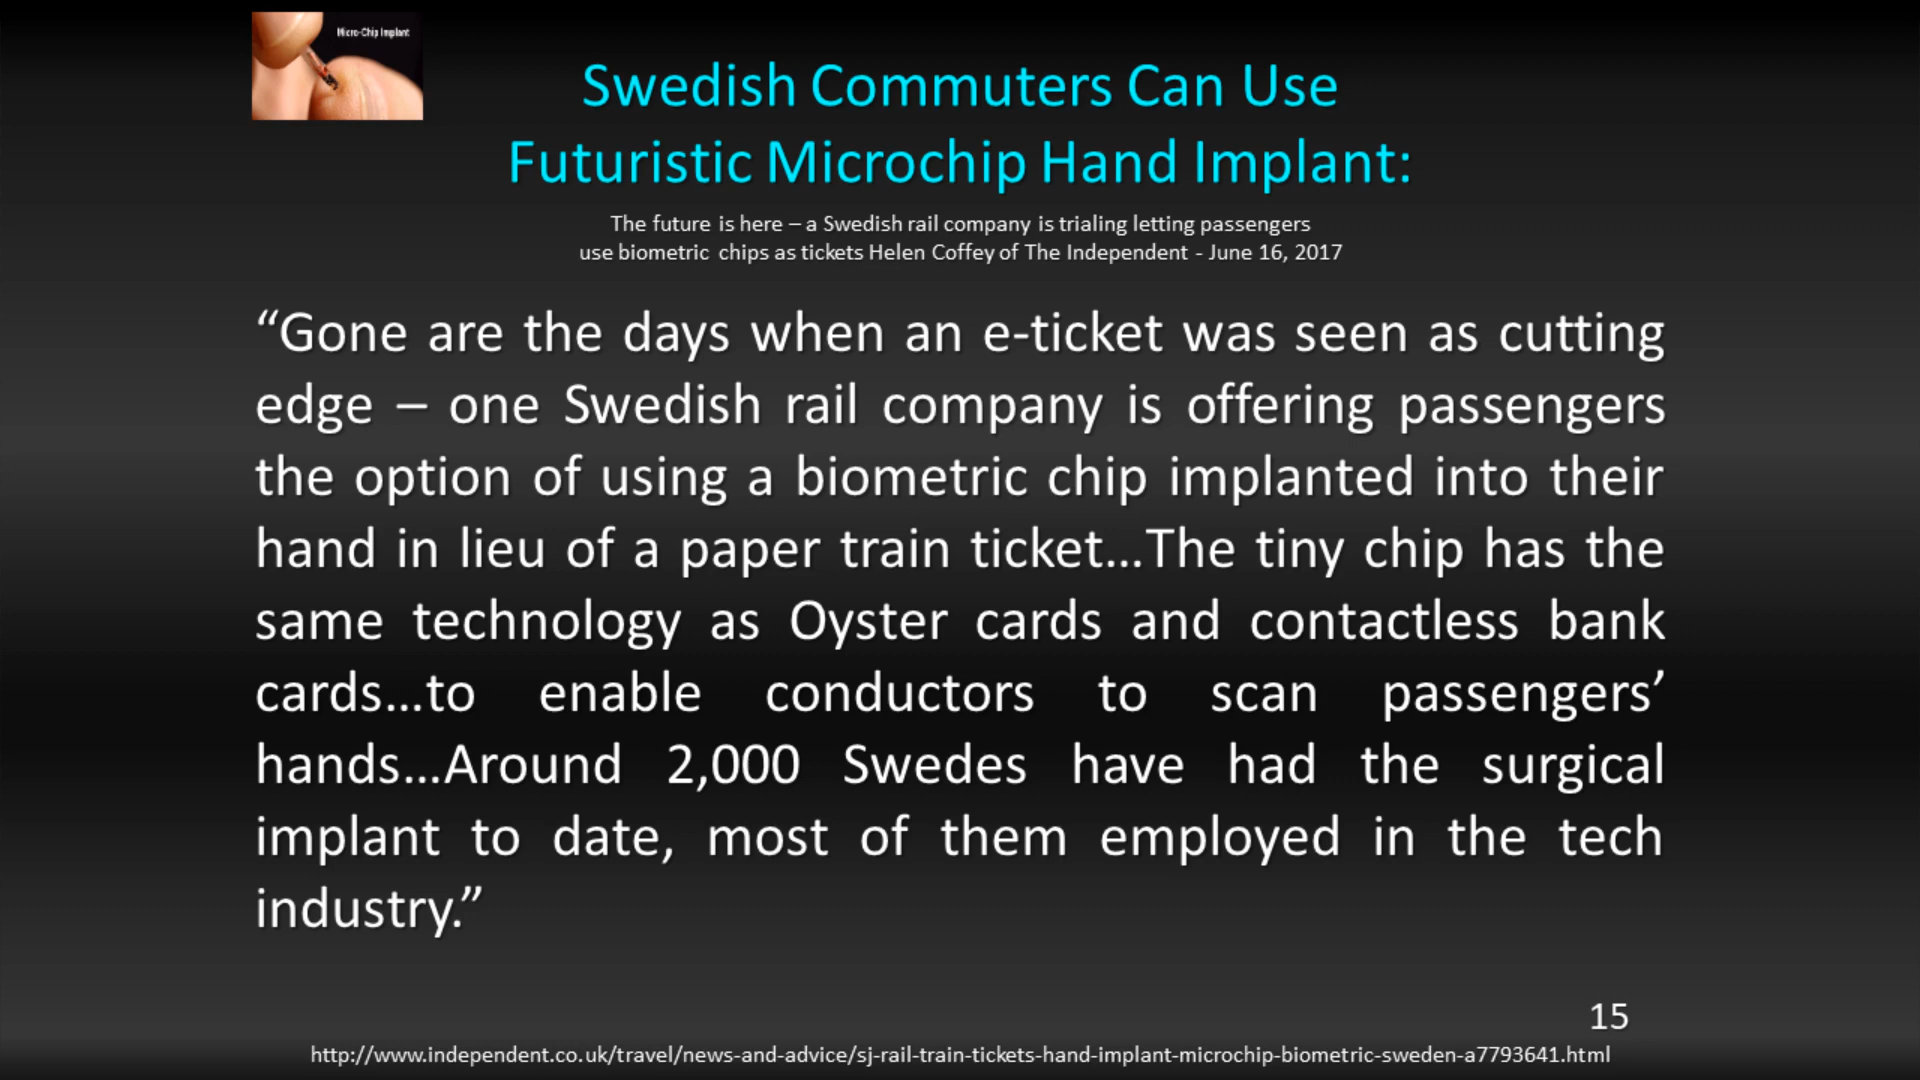 Micro-Chip Implant
Swedish Commuters Can Use
Futuristic Microchip Hand Implant:
The future is here – a Swedish rail company is trialing letting passengers
use biometric chips as tickets Helen Coffey of The Independent - June 16, 2017
“Gone are the days when an e-ticket was seen as cutting
edge – one Swedish rail company is offering passengers
the option of using a biometric chip implanted into their
hand in lieu of a paper train ticket...The tiny chip has the
same technology as Oyster cards and contactless bank
cards...to enable conductors to scan passengers’
hands...Around 2,000 Swedes have had the surgical
implant to date, most of them employed in the tech
industry.”
15
http://www.independent.co.uk/travel/news-and-advice/sj-rail-train-tickets-hand-implant-microchip-biometric-sweden-a7793641.html